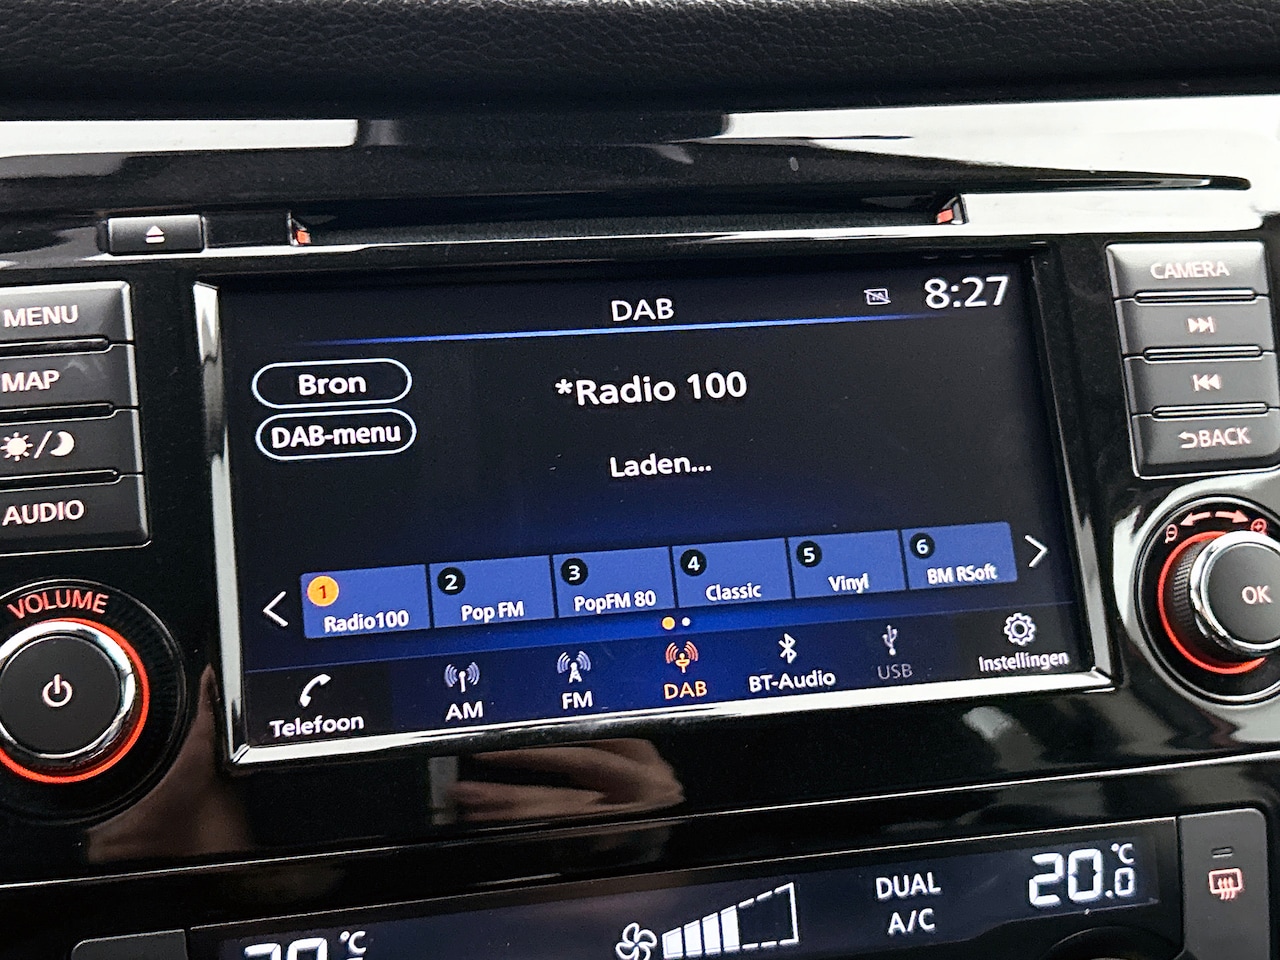 CAMERA
MENU
MAP
AUDIO
BACK
VOLUME
OK
DAB
TA
8:27
Bron
DAB-menu
*Radio 100
Laden...
1 Radio100
2 Pop FM
3 PopFM 80
4 Classic
5 Vinyl
6 BM RSoft
Telefoon
AM
FM
DAB
BT-Audio
USB
Instellingen
°C
DUAL
A/C
20.0 °C